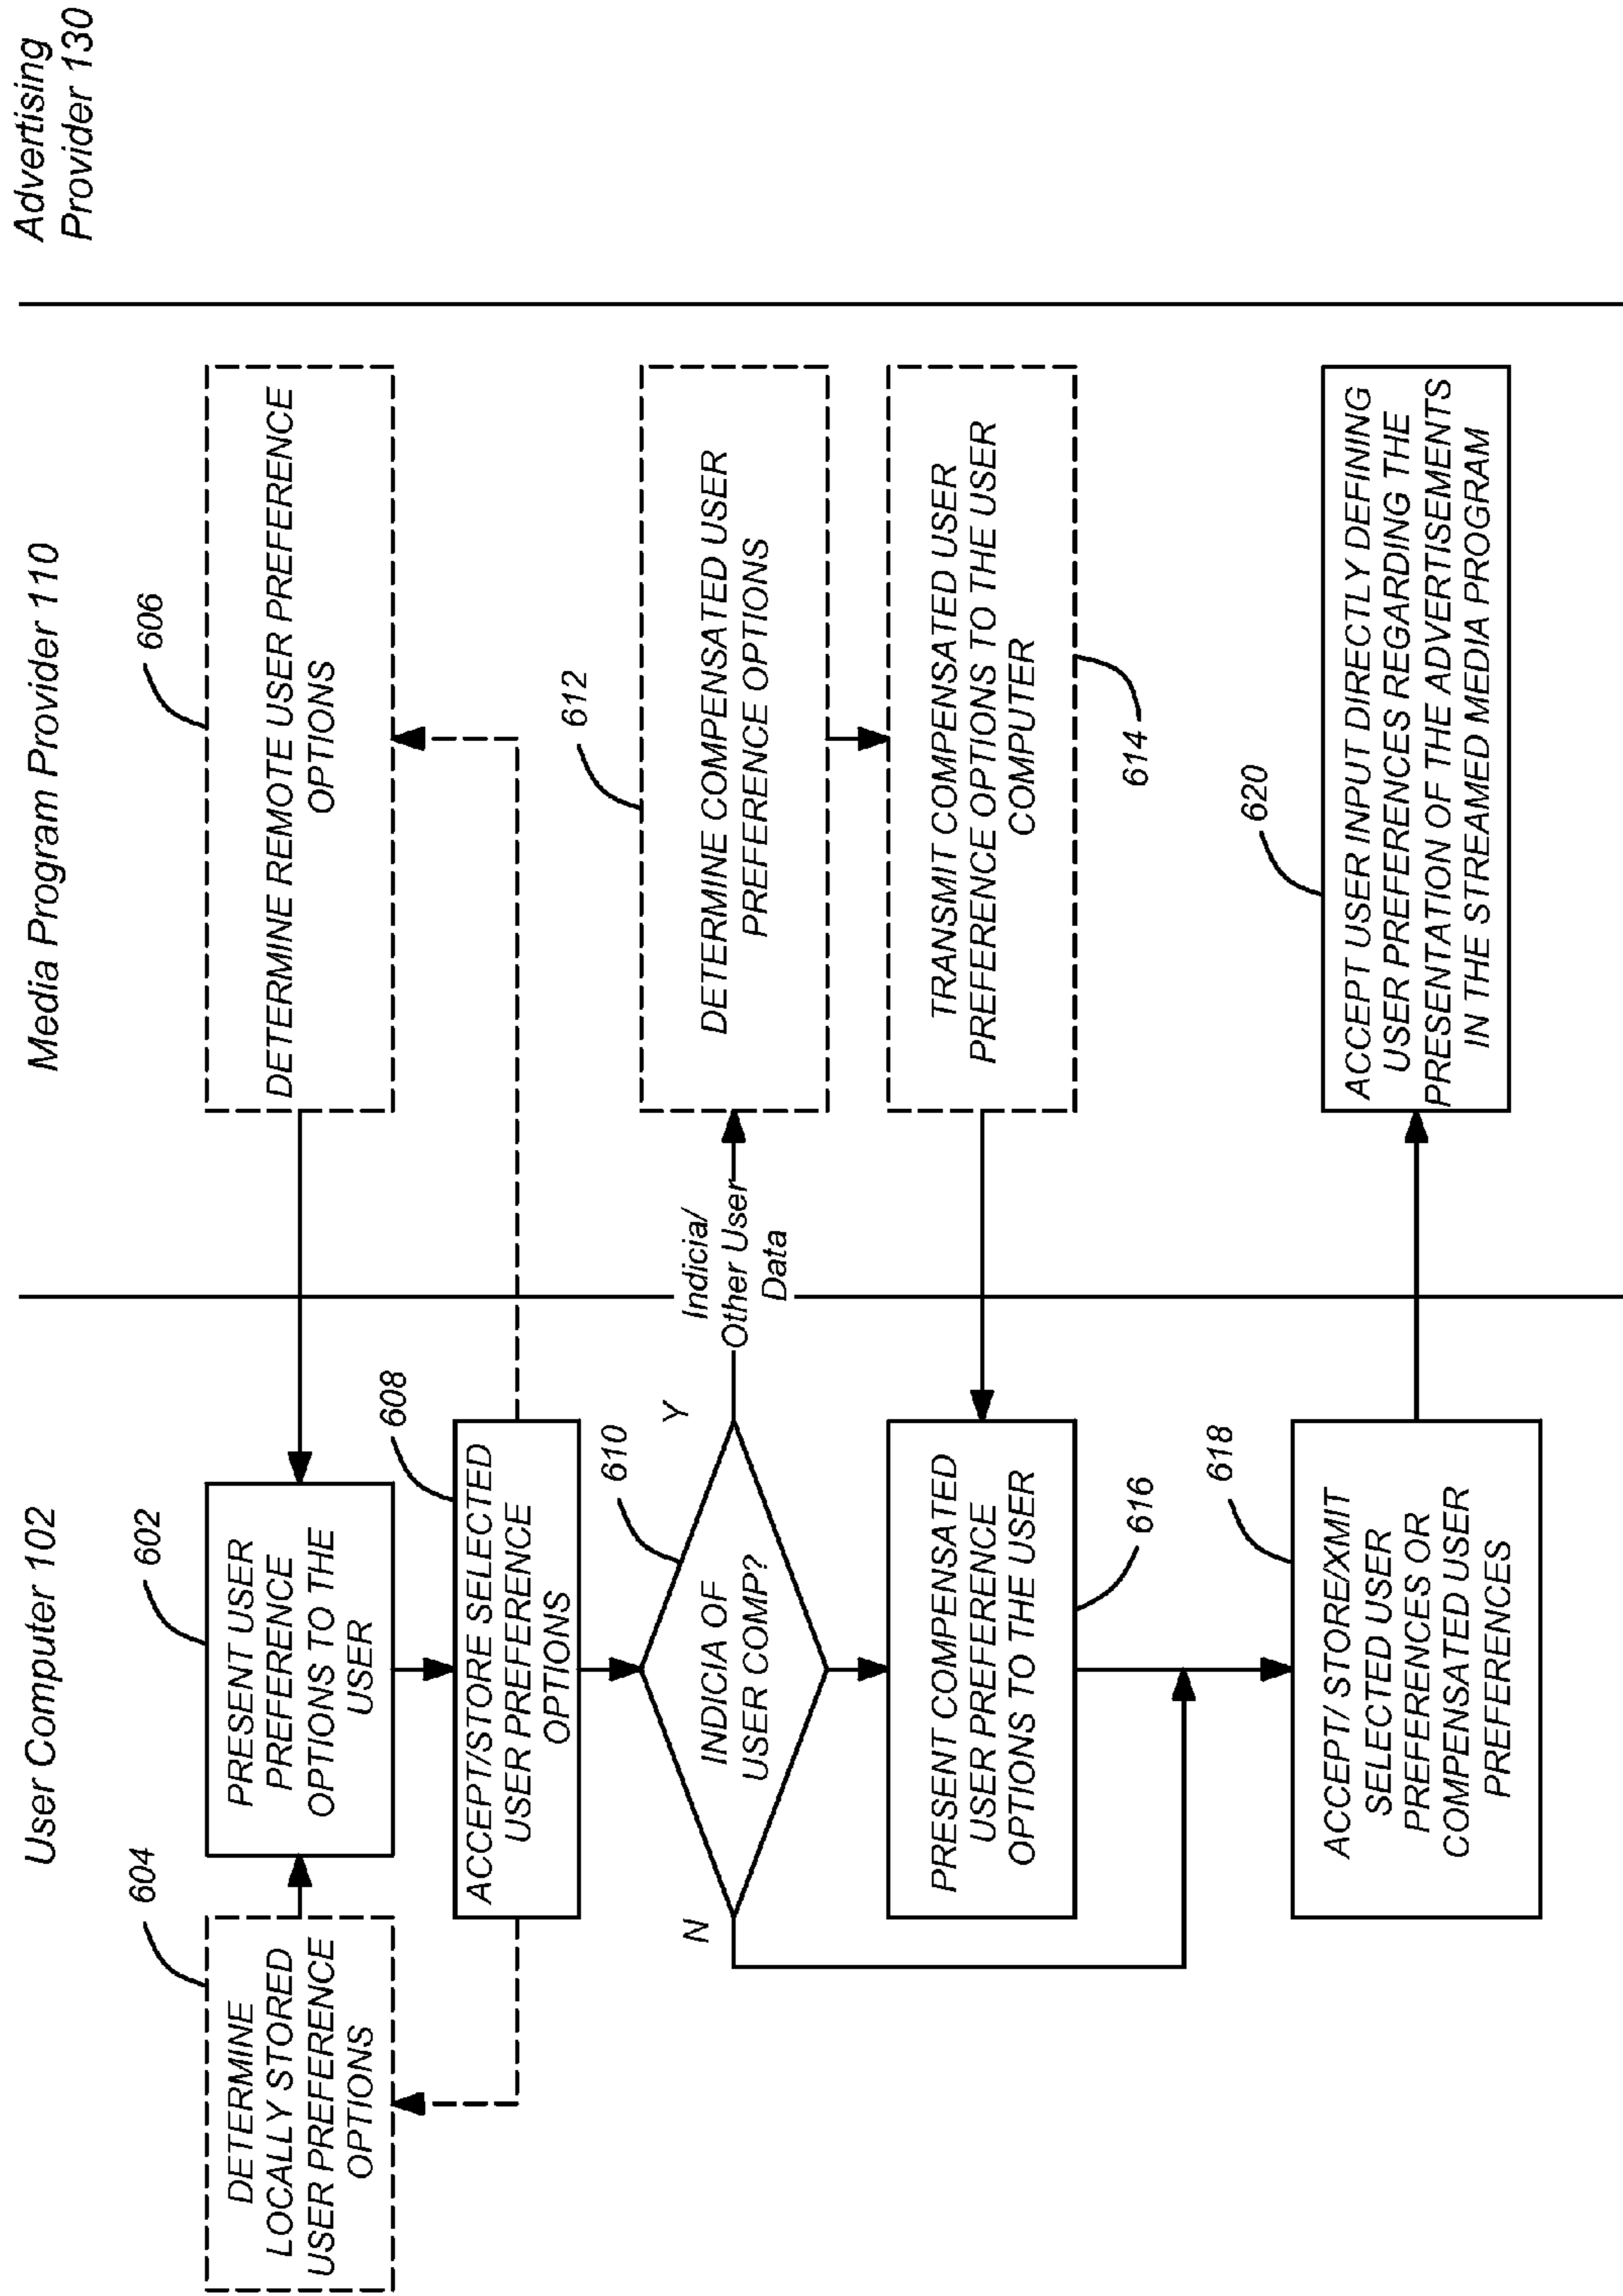 User Computer 102
Media Program Provider 110
Advertising
Provider 130
604
DETERMINE
LOCALLY STORED
USER PREFERENCE
OPTIONS
602
PRESENT USER
PREFERENCE
OPTIONS TO THE
USER
606
DETERMINE REMOTE USER PREFERENCE
OPTIONS
608
ACCEPT/STORE SELECTED
USER PREFERENCE
OPTIONS
610
INDICIA OF
USER COMP?
N
Y
Indicia/
Other User
Data
612
DETERMINE COMPENSATED USER
PREFERENCE OPTIONS
TRANSMIT COMPENSATED USER
PREFERENCE OPTIONS TO THE USER
COMPUTER
614
PRESENT COMPENSATED
USER PREFERENCE
OPTIONS TO THE USER
616
618
ACCEPT/ STORE/XMIT
SELECTED USER
PREFERENCES OR
COMPENSATED USER
PREFERENCES
620
ACCEPT USER INPUT DIRECTLY DEFINING
USER PREFERENCES REGARDING THE
PRESENTATION OF THE ADVERTISEMENTS
IN THE STREAMED MEDIA PROGRAM